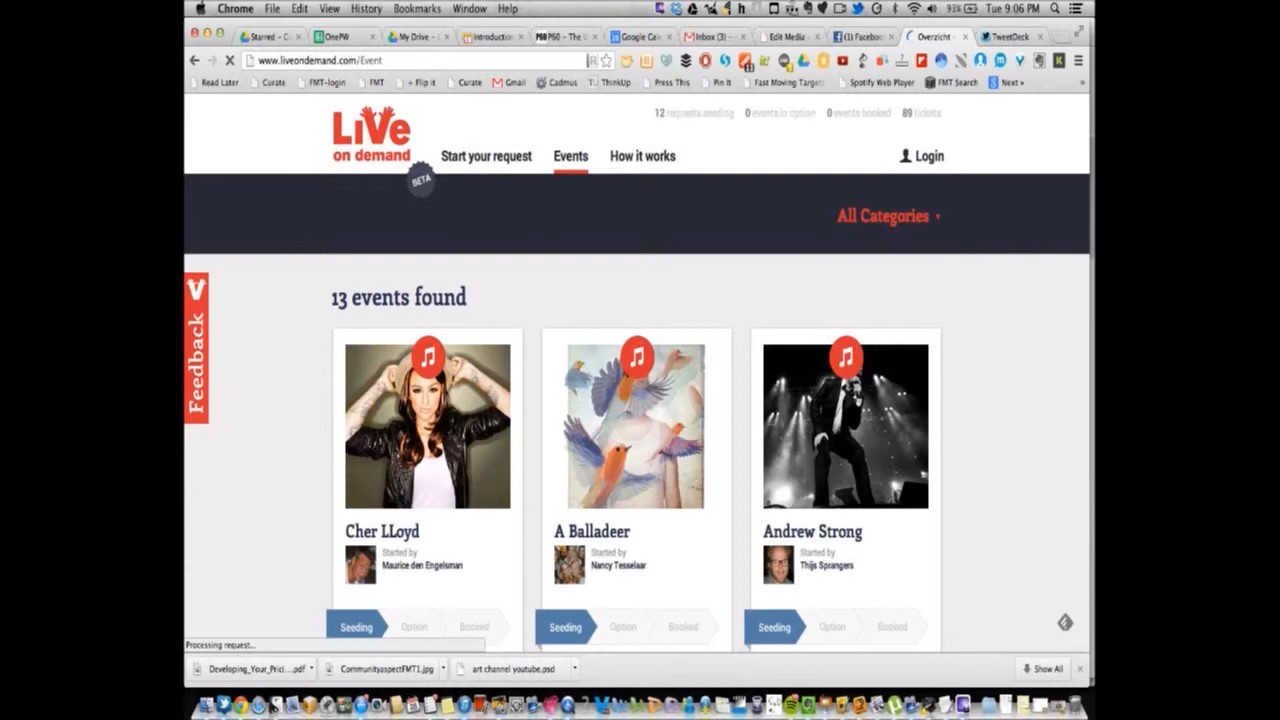 Chrome File Edit View History Bookmarks Window Help 93% Tue 9:06 PM
Starred - G OnePW My Drive - Introduction P60 - The U Google Cal Inbox (3) - Edit Media (1) Faceboo Overzicht - TweetDeck
www.liveondemand.com/Event
Read Later Curate FMT-login FMT + Flip it Curate Gmail Cadmus ThinkUp Press This Pin It Fast Moving Targets Spotify Web Player FMT Search Next »
LiVe
on demand
BETA
12 requests seeding 0 events in option 0 events booked 89 tickets
Start your request Events How it works Login
All Categories
Feedback
13 events found
Cher LLoyd
Started by
Maurice den Engelsman
Seeding Option Booked
A Balladeer
Started by
Nancy Tesselaar
Seeding Option Booked
Andrew Strong
Started by
Thijs Sprangers
Seeding Option Booked
Processing request...
Developing_Your_Prici....pdf CommunityaspectFMT1.jpg art channel youtube.psd Show All